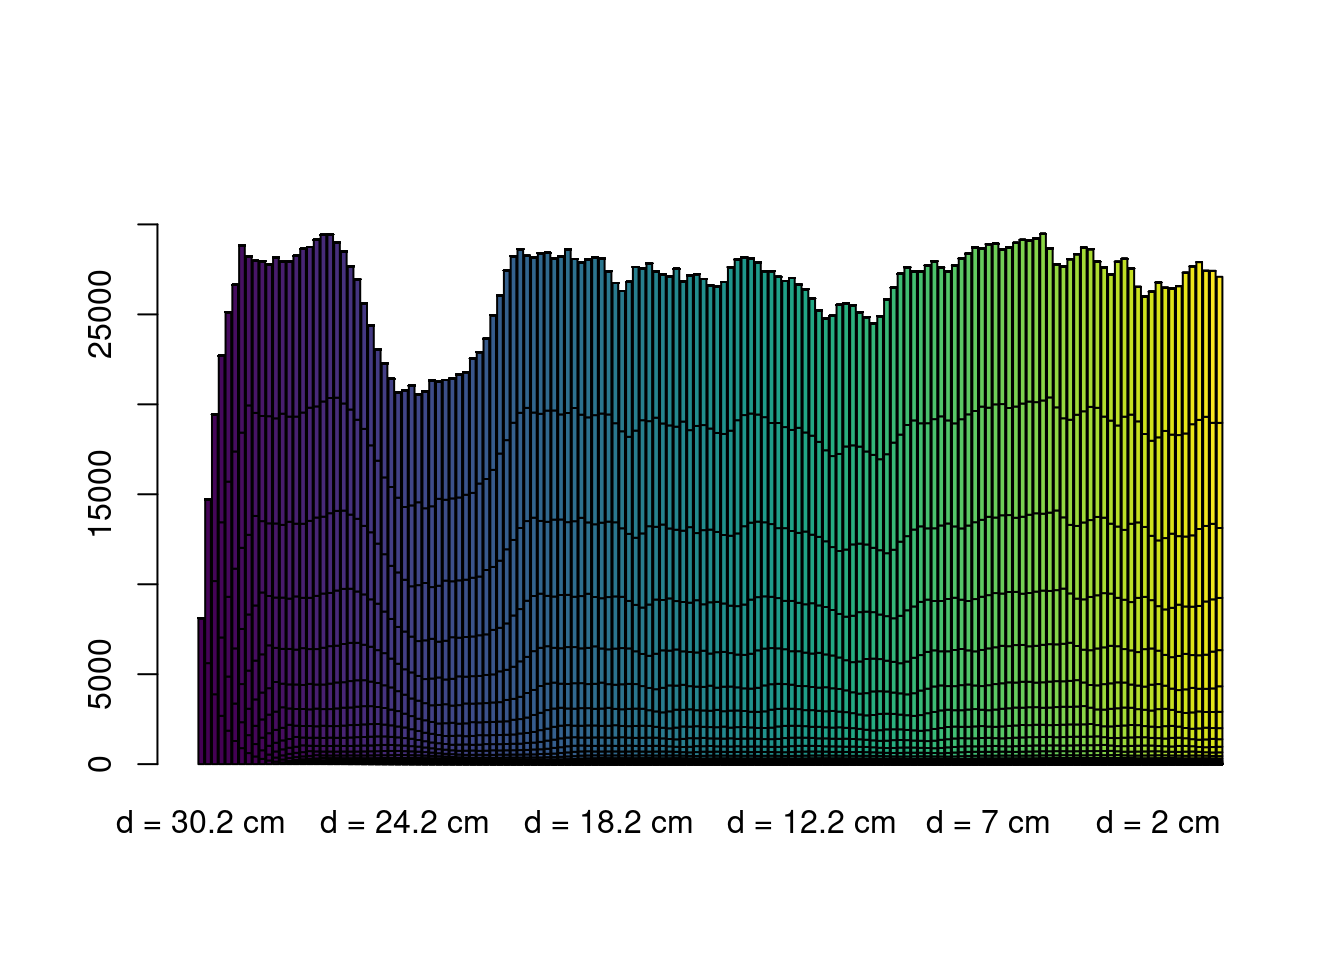 25000
15000
5000
0
d = 30.2 cm
d = 24.2 cm
d = 18.2 cm
d = 12.2 cm
d = 7 cm
d = 2 cm